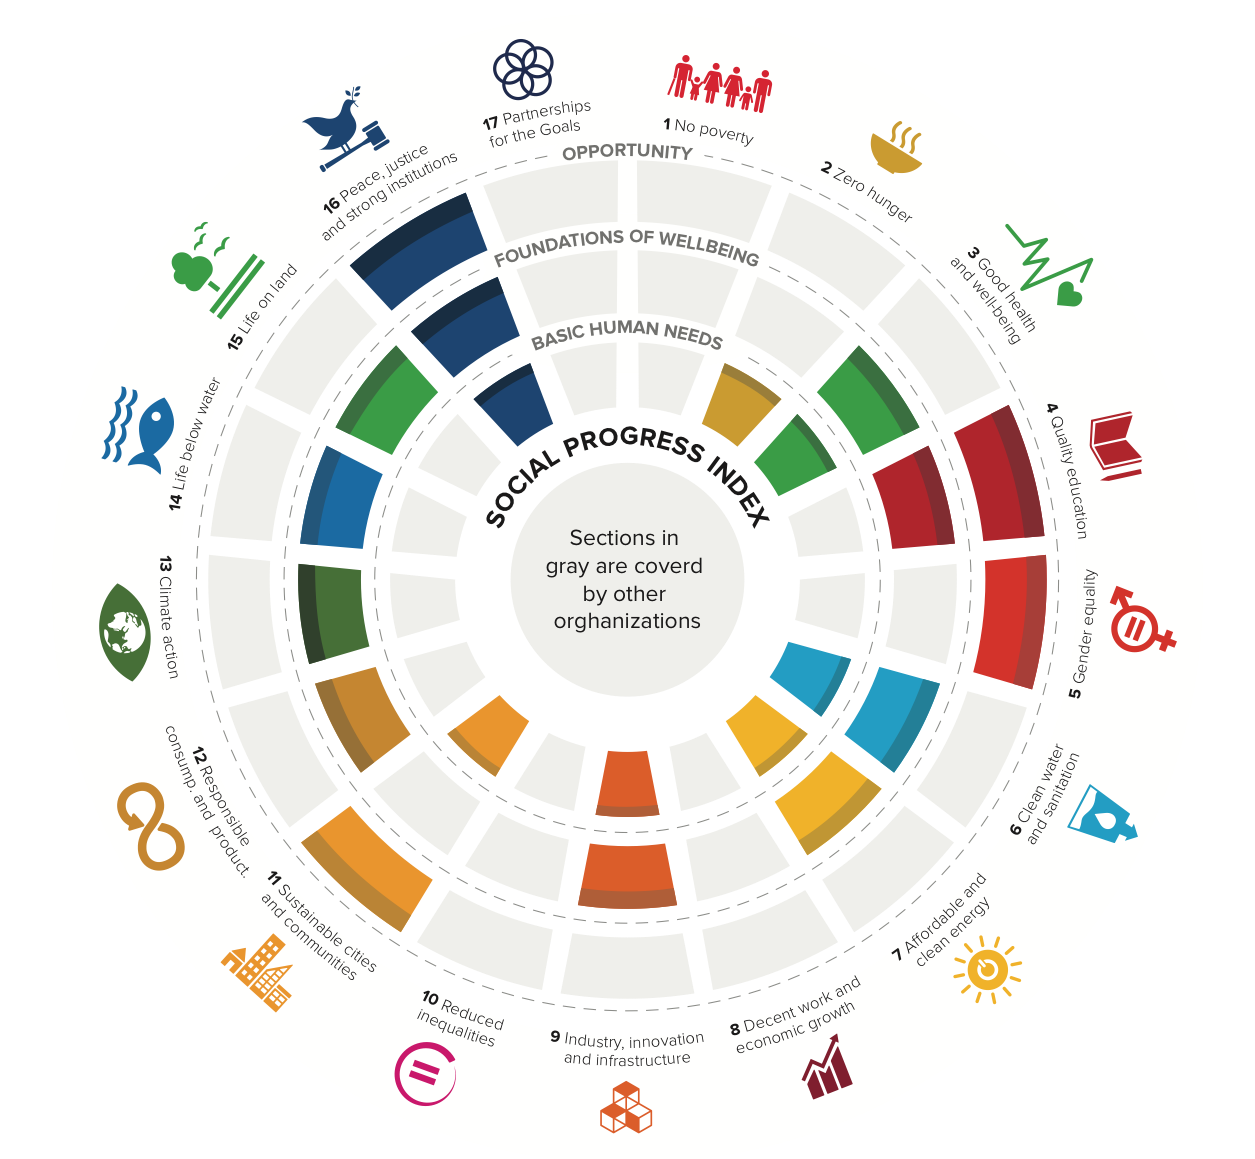 OPPORTUNITY
FOUNDATIONS OF WELLBEING
BASIC HUMAN NEEDS
SOCIAL PROGRESS INDEX
Sections in
gray are coverd
by other
orghanizations
1 No poverty
2 Zero hunger
3 Good health
and well-being
4 Quality education
5 Gender equality
6 Clean water
and sanitation
7 Affordable and
clean energy
8 Decent work and
economic growth
9 Industry, innovation
and infrastructure
10 Reduced
inequalities
11 Sustainable cities
and communities
12 Responsible
consump. and product.
13 Climate action
14 Life below water
15 Life on land
16 Peace, justice
and strong institutions
17 Partnerships
for the Goals